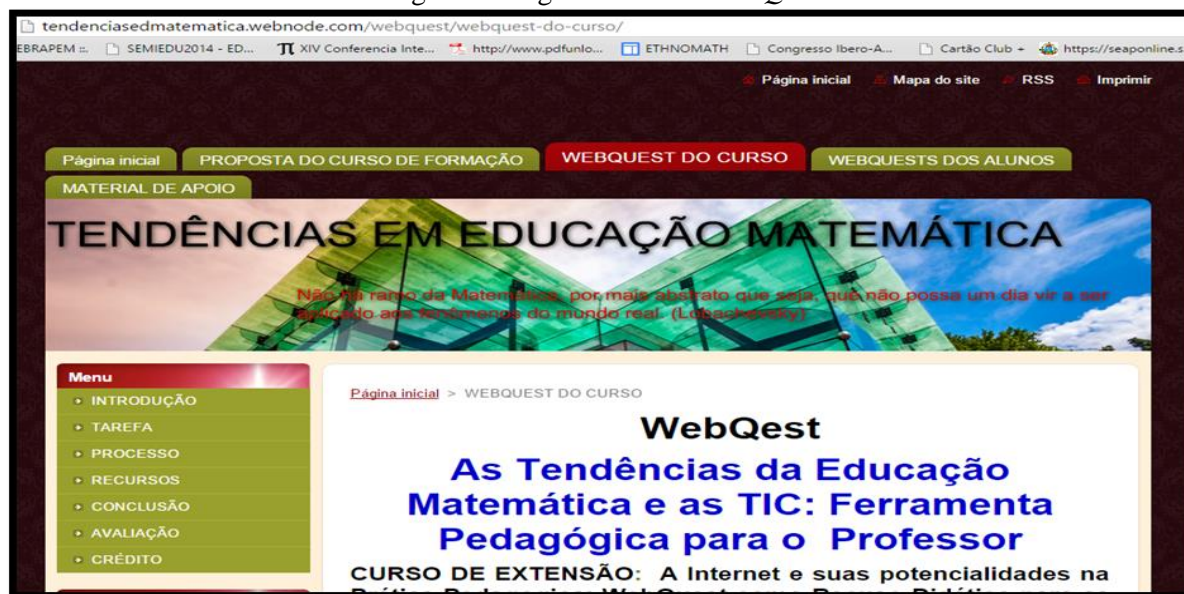 tendenciasedmatematica.webnode.com/webquest/webquest-do-curso/
EBRAPEM ::. SEMIEDU2014 - ED... XIV Conferencia Inte... http://www.pdfunlo... ETHNOMATH Congresso Ibero-A... Cartão Club + https://seaponline.s
Página inicial Mapa do site RSS Imprimir
Página inicial PROPOSTA DO CURSO DE FORMAÇÃO WEBQUEST DO CURSO WEBQUESTS DOS ALUNOS
MATERIAL DE APOIO
TENDÊNCIAS EM EDUCAÇÃO MATEMÁTICA
Não há ramo da Matemática, por mais abstrato que seja, que não possa um dia vir a ser
aplicado aos fenômenos do mundo real. (Lobachevsky)
Menu
INTRODUÇÃO
TAREFA
PROCESSO
RECURSOS
CONCLUSÃO
AVALIAÇÃO
CRÉDITO
Página inicial > WEBQUEST DO CURSO
WebQest
As Tendências da Educação
Matemática e as TIC: Ferramenta
Pedagógica para o Professor
CURSO DE EXTENSÃO: A Internet e suas potencialidades na